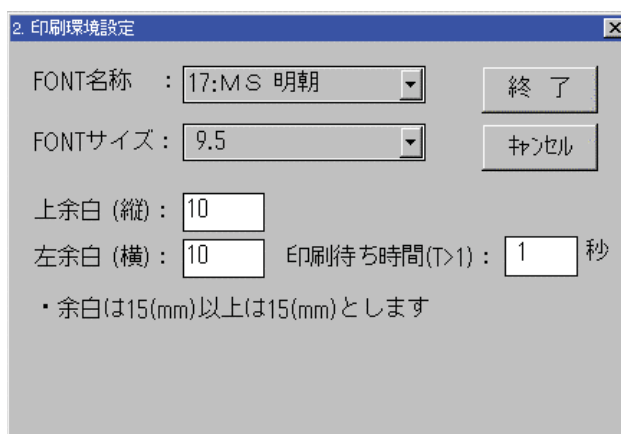 2. 印刷環境設定
FONT名称 : 17:ＭＳ 明朝
終 了
FONTサイズ : 9.5
ｷｬﾝｾﾙ
上余白 (縦) : 10
左余白 (横) : 10 印刷待ち時間(T>1) : 1 秒
・余白は15(mm)以上は15(mm)とします